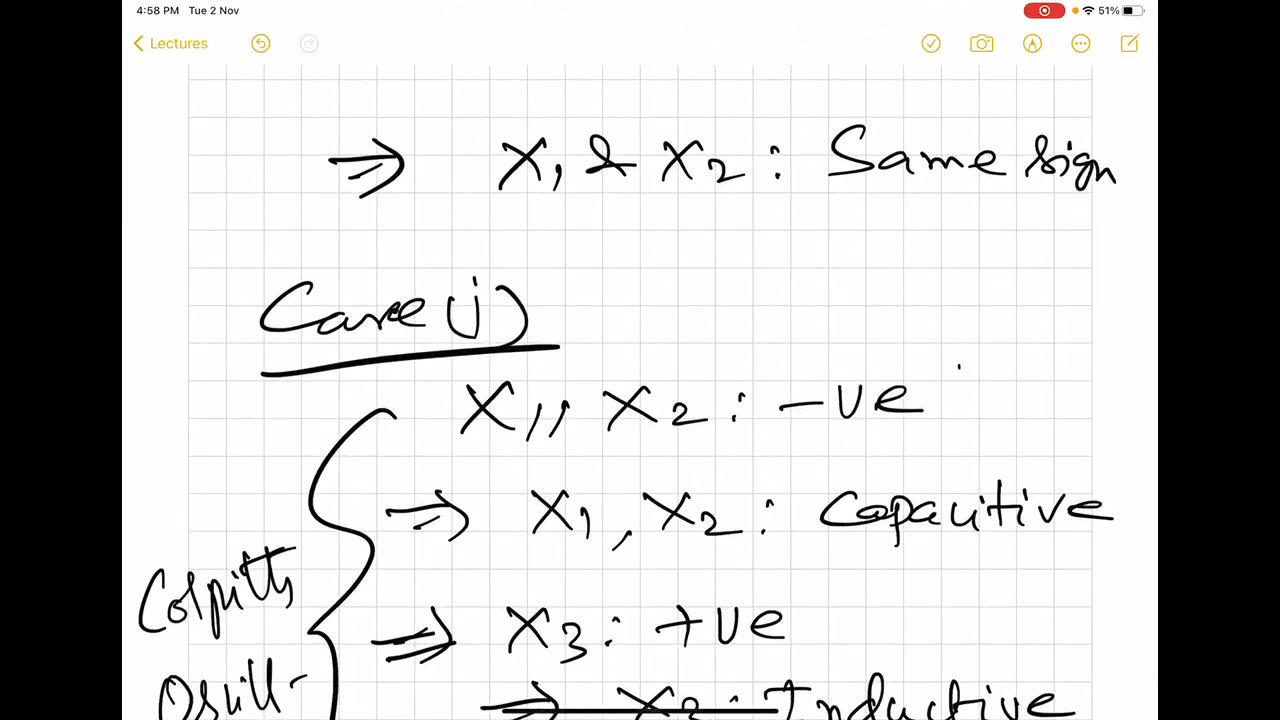 4:58 PM Tue 2 Nov 51%
Lectures
⇒ X1 & X2 : Same sign
Case (i)
X1, X2 : -ve
⇒ X1, X2 : Capacitive
Colpitts
⇒ X3 : +ve
Oscill-
⇒ X3 : Inductive